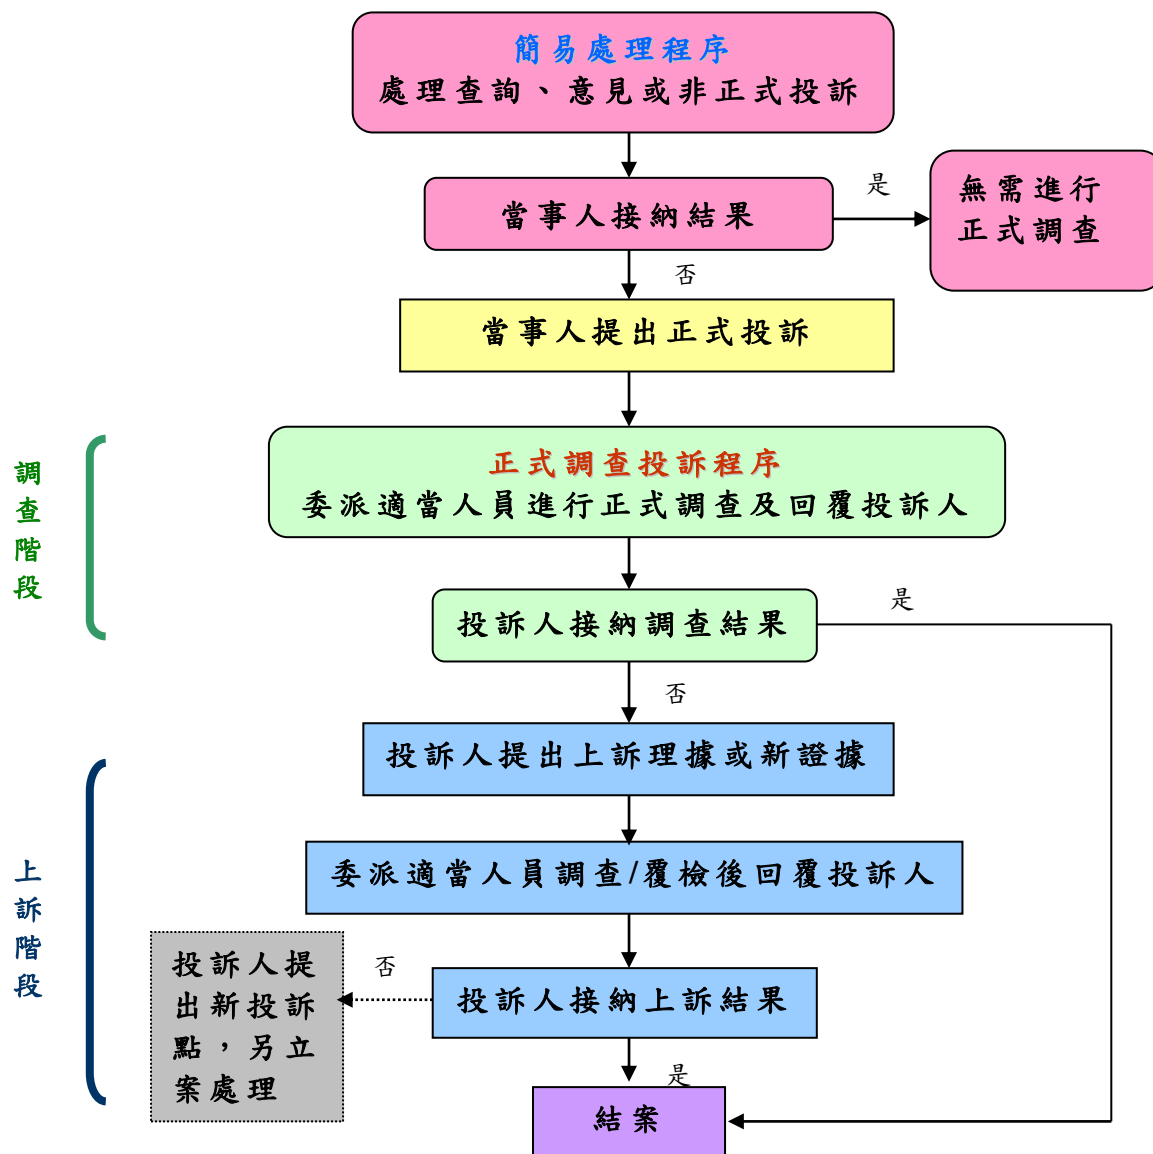 簡易處理程序
處理查詢、意見或非正式投訴
當事人接納結果
是
無需進行
正式調查
否
當事人提出正式投訴
調
查
階
段
正式調查投訴程序
委派適當人員進行正式調查及回覆投訴人
投訴人接納調查結果
是
否
投訴人提出上訴理據或新證據
上
訴
階
段
委派適當人員調查/覆檢後回覆投訴人
投訴人接納上訴結果
否
投訴人提
出新投訴
點，另立
案處理
是
結案